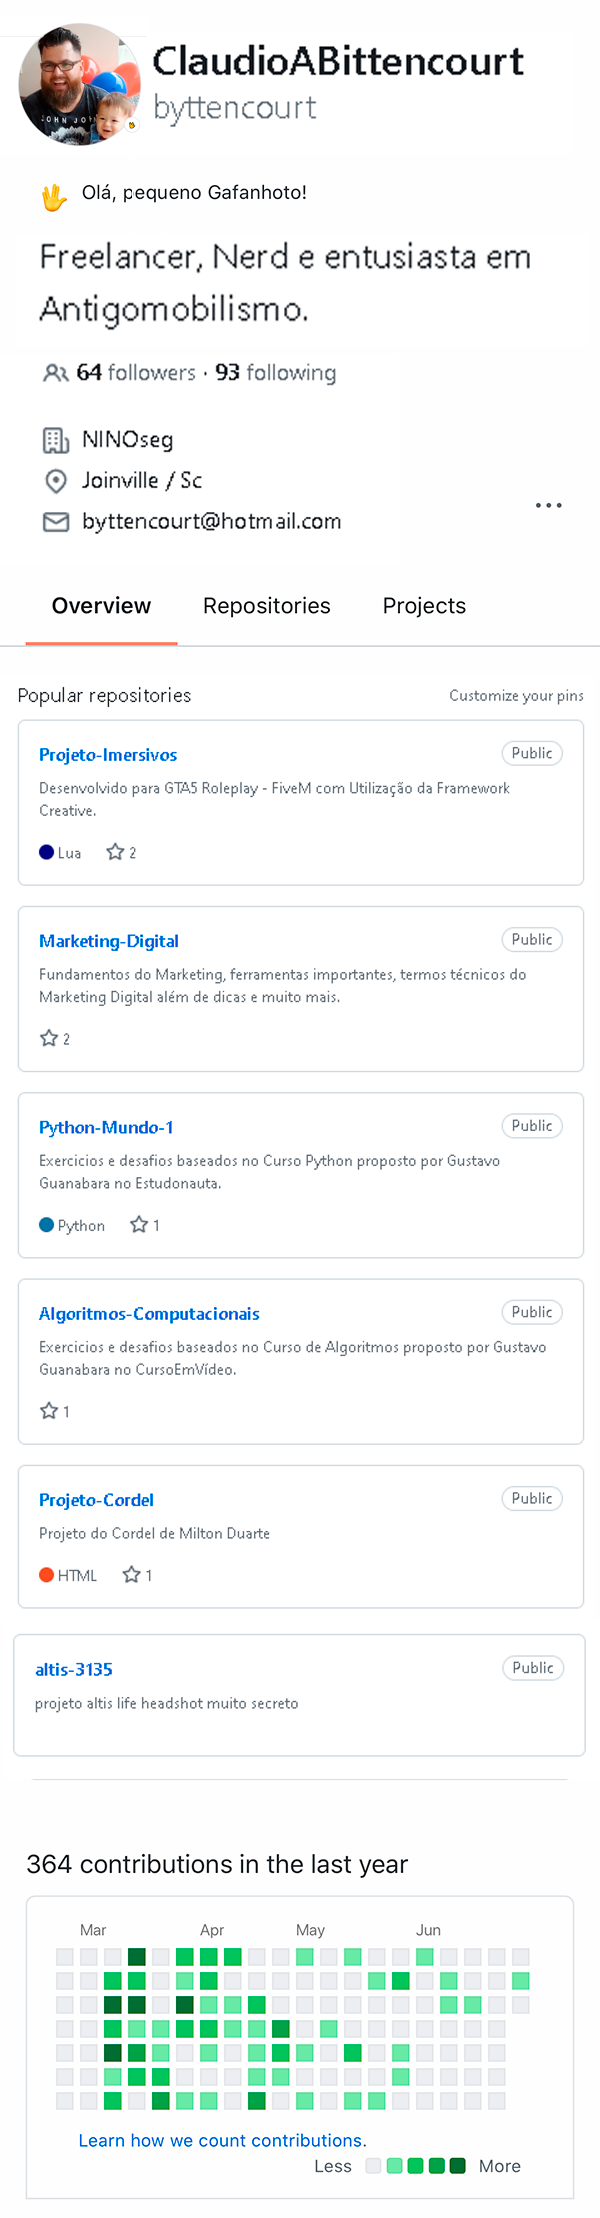 ClaudioABittencourt
byttencourt
JOHN JOH
Olá, pequeno Gafanhoto!
Freelancer, Nerd e entusiasta em
Antigomobilismo.
64 followers · 93 following
NINOseg
Joinville / Sc
byttencourt@hotmail.com
Overview Repositories Projects
Popular repositories Customize your pins
Projeto-Imersivos Public
Desenvolvido para GTA5 Roleplay - FiveM com Utilização da Framework
Creative.
Lua 2
Marketing-Digital Public
Fundamentos do Marketing, ferramentas importantes, termos técnicos do
Marketing Digital além de dicas e muito mais.
2
Python-Mundo-1 Public
Exercicios e desafios baseados no Curso Python proposto por Gustavo
Guanabara no Estudonauta.
Python 1
Algoritmos-Computacionais Public
Exercicios e desafios baseados no Curso de Algoritmos proposto por Gustavo
Guanabara no CursoEmVídeo.
1
Projeto-Cordel Public
Projeto do Cordel de Milton Duarte
HTML 1
altis-3135 Public
projeto altis life headshot muito secreto
364 contributions in the last year
Mar Apr May Jun
Learn how we count contributions.
Less More